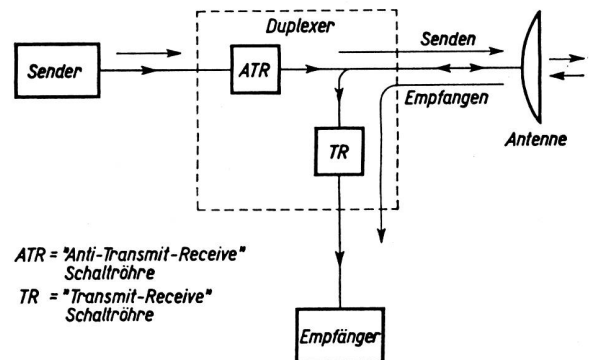 Duplexer
Sender
ATR
Senden
Empfangen
Antenne
TR
ATR = "Anti-Transmit-Receive"
Schaltröhre
TR = "Transmit-Receive"
Schaltröhre
Empfänger